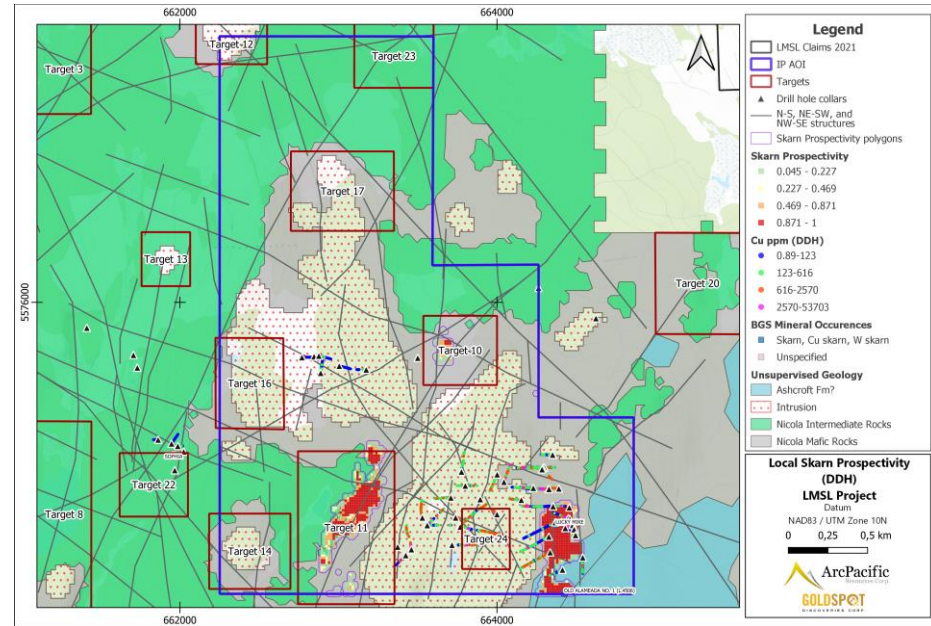 662000
664000
Target 12
Target 23
Target 3
Target 17
Target 13
Target 20
5576000
Target 10
Target 16
SOPHIA
Target 22
Target 8
Target 11
Target 14
Target 24
LUCKY MIKE
OLD ALAMEADA NO. 1 (L.4986)
662000
664000
Legend
LMSL Claims 2021
IP AOI
Targets
Drill hole collars
N-S, NE-SW, and
NW-SE structures
Skarn Prospectivity polygons
Skarn Prospectivity
0.045 - 0.227
0.227 - 0.469
0.469 - 0.871
0.871 - 1
Cu ppm (DDH)
0.89-123
123-616
616-2570
2570-53703
BGS Mineral Occurences
Skarn, Cu skarn, W skarn
Unspecified
Unsupervised Geology
Ashcroft Fm?
Intrusion
Nicola Intermediate Rocks
Nicola Mafic Rocks
Local Skarn Prospectivity
(DDH)
LMSL Project
Datum
NAD83 / UTM Zone 10N
0 0,25 0,5 km
ArcPacific
Resources Corp.
GOLDSPOT
DISCOVERIES CORP.